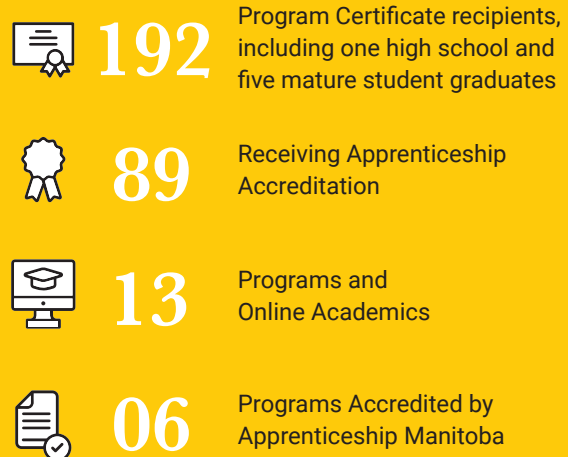 192
Program Certificate recipients,
including one high school and
five mature student graduates
89
Receiving Apprenticeship
Accreditation
13
Programs and
Online Academics
06
Programs Accredited by
Apprenticeship Manitoba